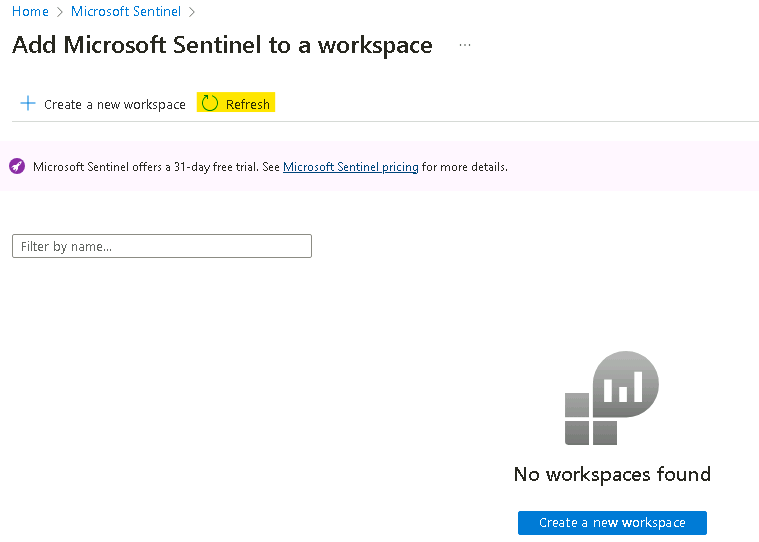 Home > Microsoft Sentinel >
Add Microsoft Sentinel to a workspace ...
+ Create a new workspace Refresh
Microsoft Sentinel offers a 31-day free trial. See Microsoft Sentinel pricing for more details.
Filter by name...
No workspaces found
Create a new workspace